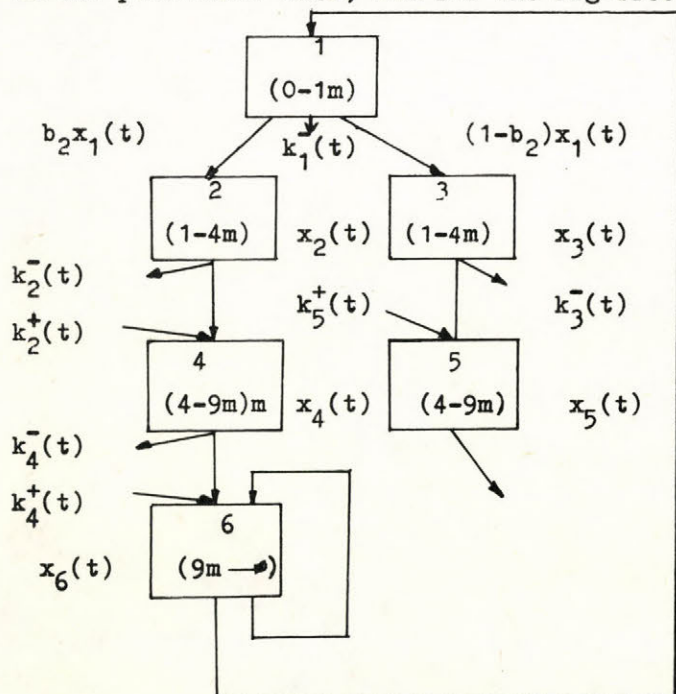 1
(0-1m)
b₂x₁(t)
k₁⁻(t)
(1-b₂)x₁(t)
2
(1-4m)
x₂(t)
3
(1-4m)
x₃(t)
k₂⁻(t)
k₂⁺(t)
k₅⁺(t)
k₃⁻(t)
4
(4-9m)m
x₄(t)
5
(4-9m)
x₅(t)
k₄⁻(t)
k₄⁺(t)
6
(9m → )
x₆(t)